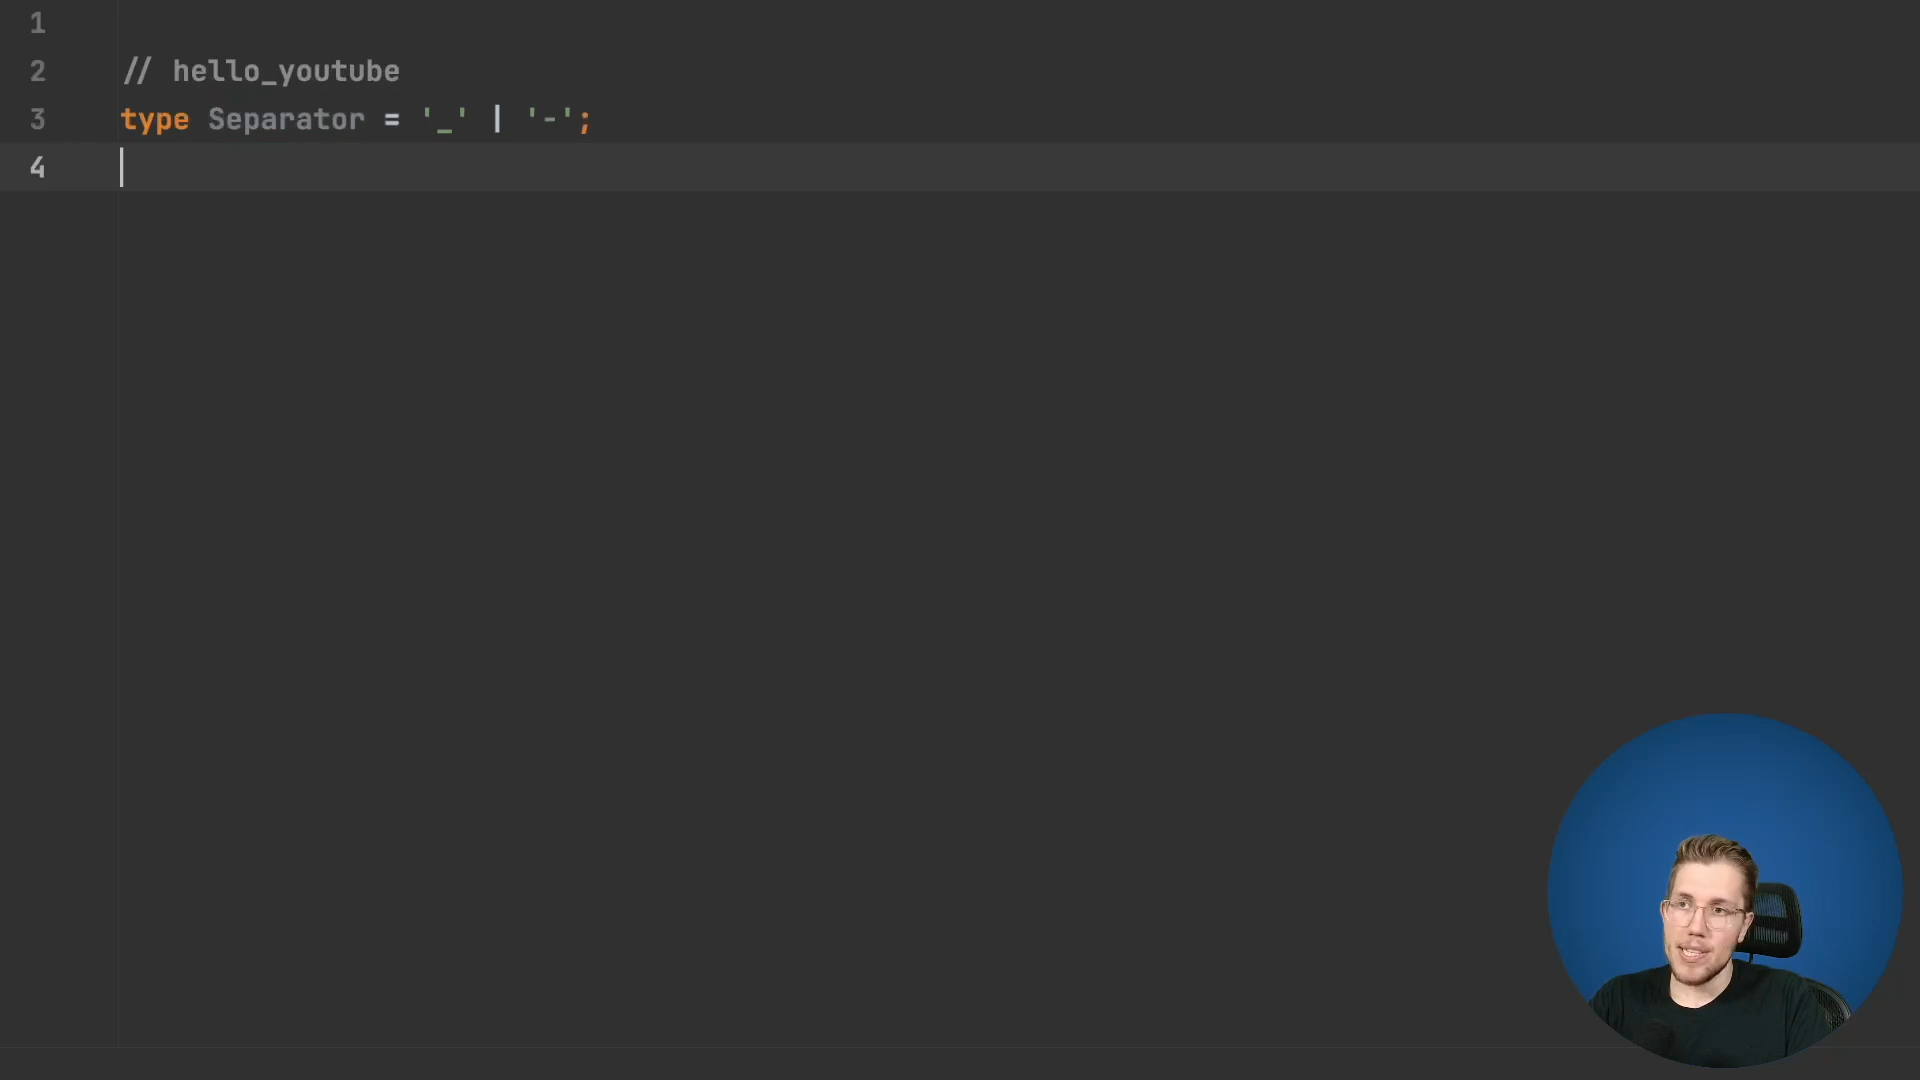 1
2 // hello_youtube
3 type Separator = '_' | '-';
4